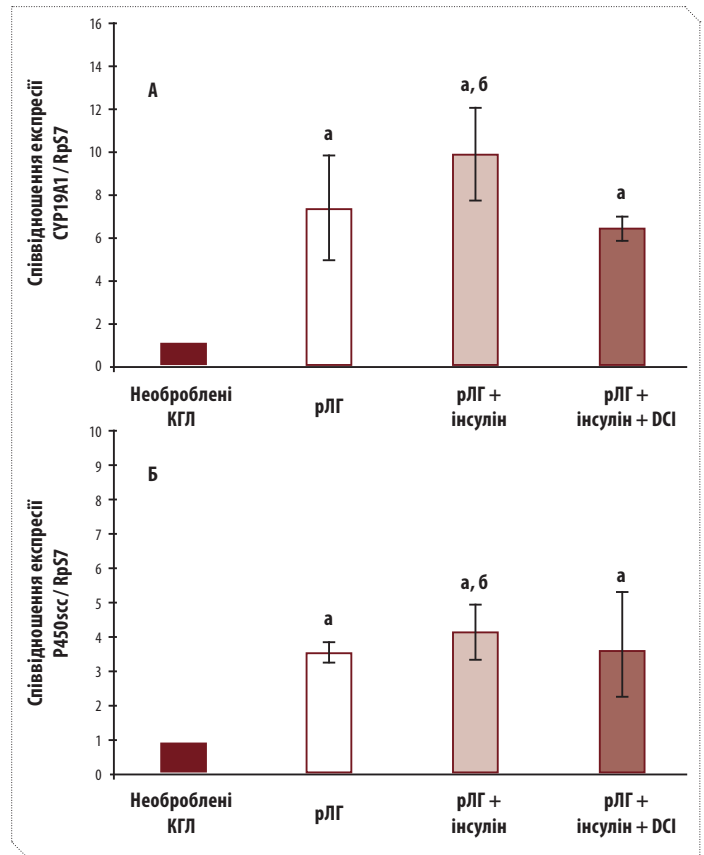 Співвідношення експресії
CYP19A1 / RpS7
16
14
12
10
8
6
4
2
0
А
а
а, б
а
Необроблені
КГЛ
рЛГ
рЛГ +
інсулін
рЛГ +
інсулін + DCI
Співвідношення експресії
P450scc / RpS7
10
9
8
7
6
5
4
3
2
1
0
Б
а
а, б
а
Необроблені
КГЛ
рЛГ
рЛГ +
інсулін
рЛГ +
інсулін + DCI